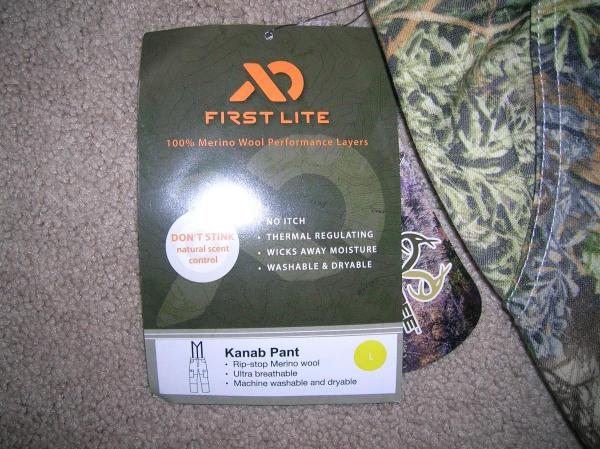 FIRST LITE
100% Merino Wool Performance Layers
DON'T STINK
natural scent
control
• NO ITCH
• THERMAL REGULATING
• WICKS AWAY MOISTURE
• WASHABLE & DRYABLE
Kanab Pant
• Rip-stop Merino wool
• Ultra breathable
• Machine washable and dryable
L